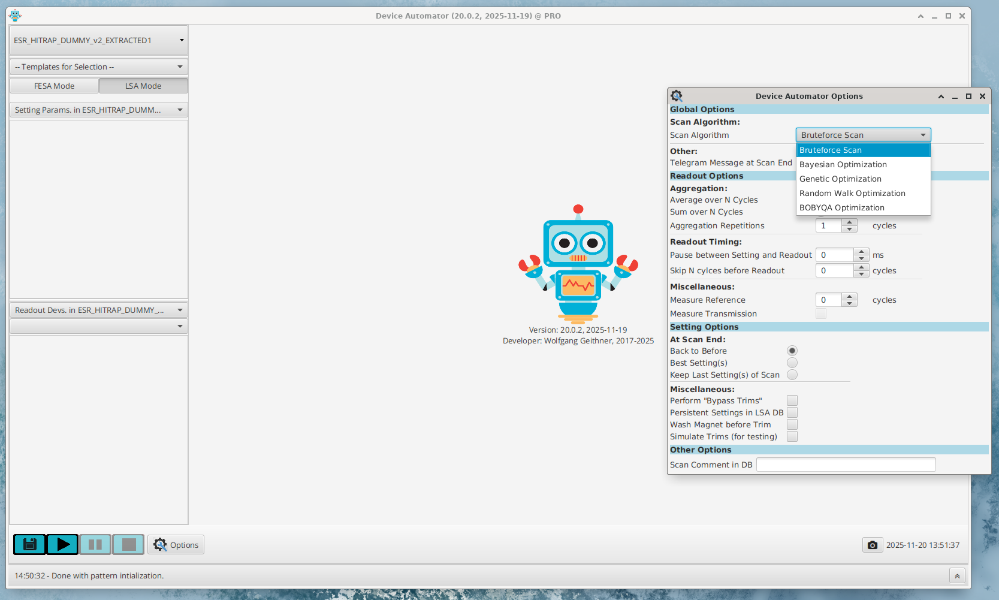 Device Automator (20.0.2, 2025-11-19) @ PRO
ESR_HITRAP_DUMMY_v2_EXTRACTED1
-- Templates for Selection --
FESA Mode
LSA Mode
Setting Params. in ESR_HITRAP_DUMM...
Readout Devs. in ESR_HITRAP_DUMMY_...
Version: 20.0.2, 2025-11-19
Developer: Wolfgang Geithner, 2017-2025
Device Automator Options
Global Options
Scan Algorithm:
Scan Algorithm
Bruteforce Scan
Bruteforce Scan
Bayesian Optimization
Genetic Optimization
Random Walk Optimization
BOBYQA Optimization
Other:
Telegram Message at Scan End
Readout Options
Aggregation:
Average over N Cycles
Sum over N Cycles
Aggregation Repetitions 1 cycles
Readout Timing:
Pause between Setting and Readout 0 ms
Skip N cylces before Readout 0 cycles
Miscellaneous:
Measure Reference 0 cycles
Measure Transmission
Setting Options
At Scan End:
Back to Before
Best Setting(s)
Keep Last Setting(s) of Scan
Miscellaneous:
Perform "Bypass Trims"
Persistent Settings in LSA DB
Wash Magnet before Trim
Simulate Trims (for testing)
Other Options
Scan Comment in DB
Options
2025-11-20 13:51:37
14:50:32 - Done with pattern intialization.